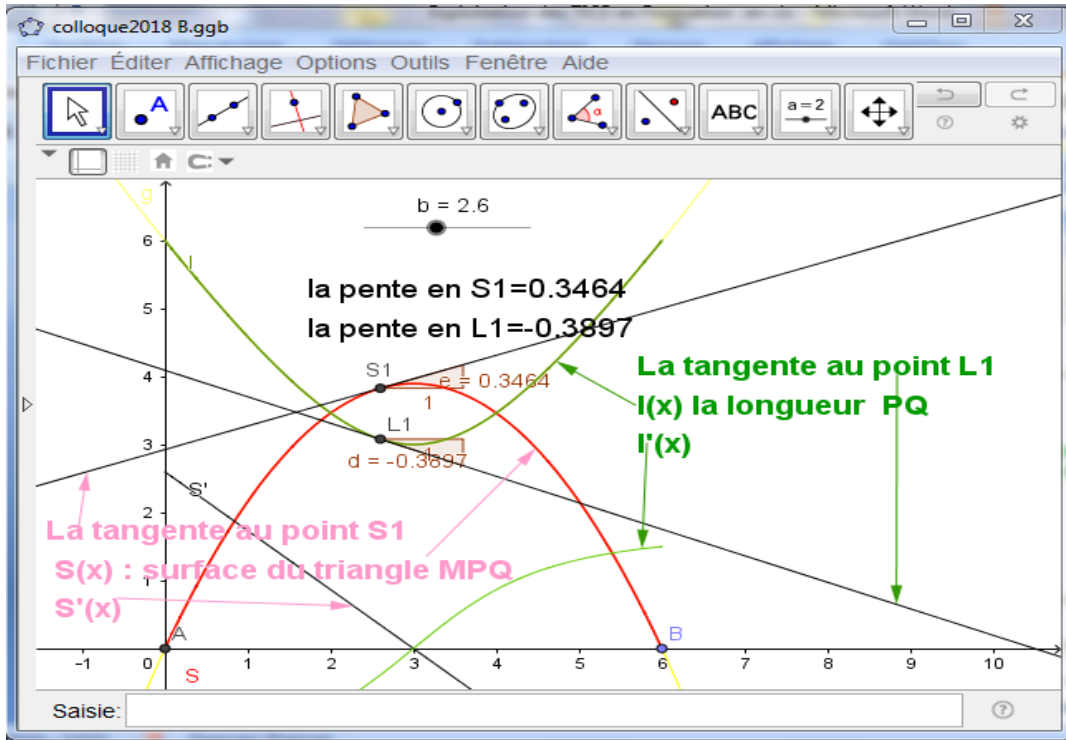 colloque2018 B.ggb
Fichier Éditer Affichage Options Outils Fenêtre Aide
A
α
ABC
a = 2
g
b = 2.6
6
l
la pente en S1=0.3464
5
la pente en L1=-0.3897
4
S1
e = 0.3464
1
La tangente au point L1
l(x) la longueur PQ
l'(x)
3
L1
1
d = -0.3897
S'
2
La tangente au point S1
S(x) : surface du triangle MPQ
1
S'(x)
A
B
-1 0 1 2 3 4 5 6 7 8 9 10
S
Saisie: